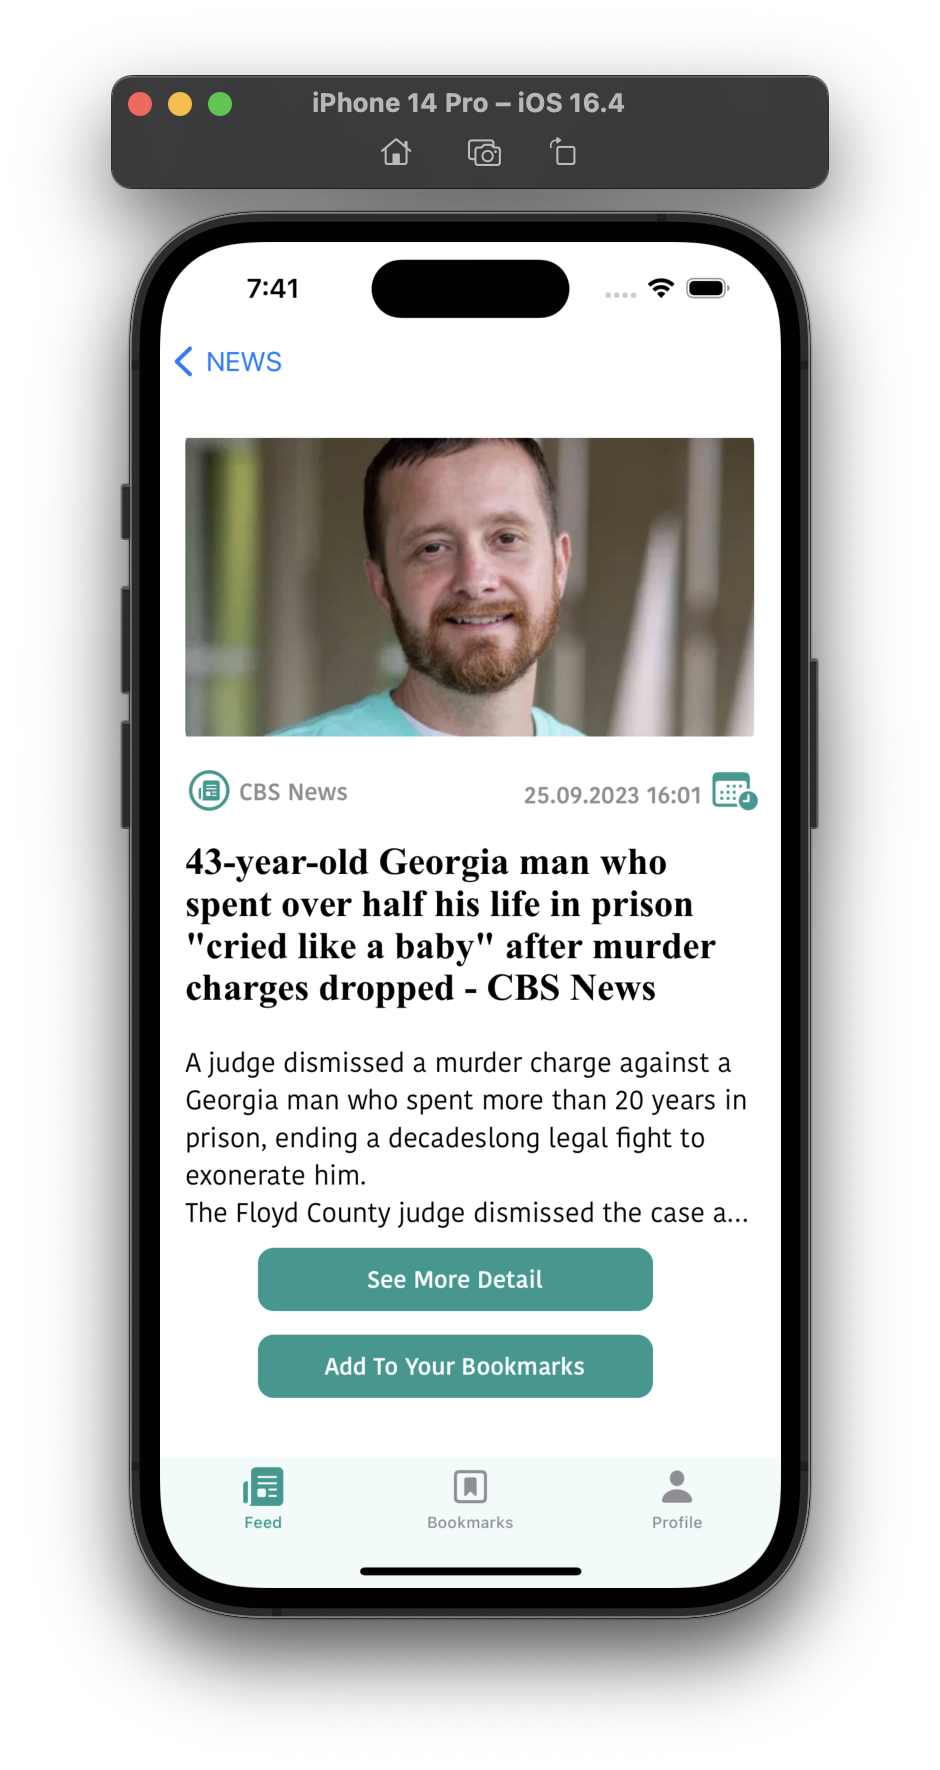 iPhone 14 Pro – iOS 16.4
7:41
NEWS
CBS News
25.09.2023 16:01
43-year-old Georgia man who
spent over half his life in prison
"cried like a baby" after murder
charges dropped - CBS News
A judge dismissed a murder charge against a
Georgia man who spent more than 20 years in
prison, ending a decadeslong legal fight to
exonerate him.
The Floyd County judge dismissed the case a...
See More Detail
Add To Your Bookmarks
Feed
Bookmarks
Profile